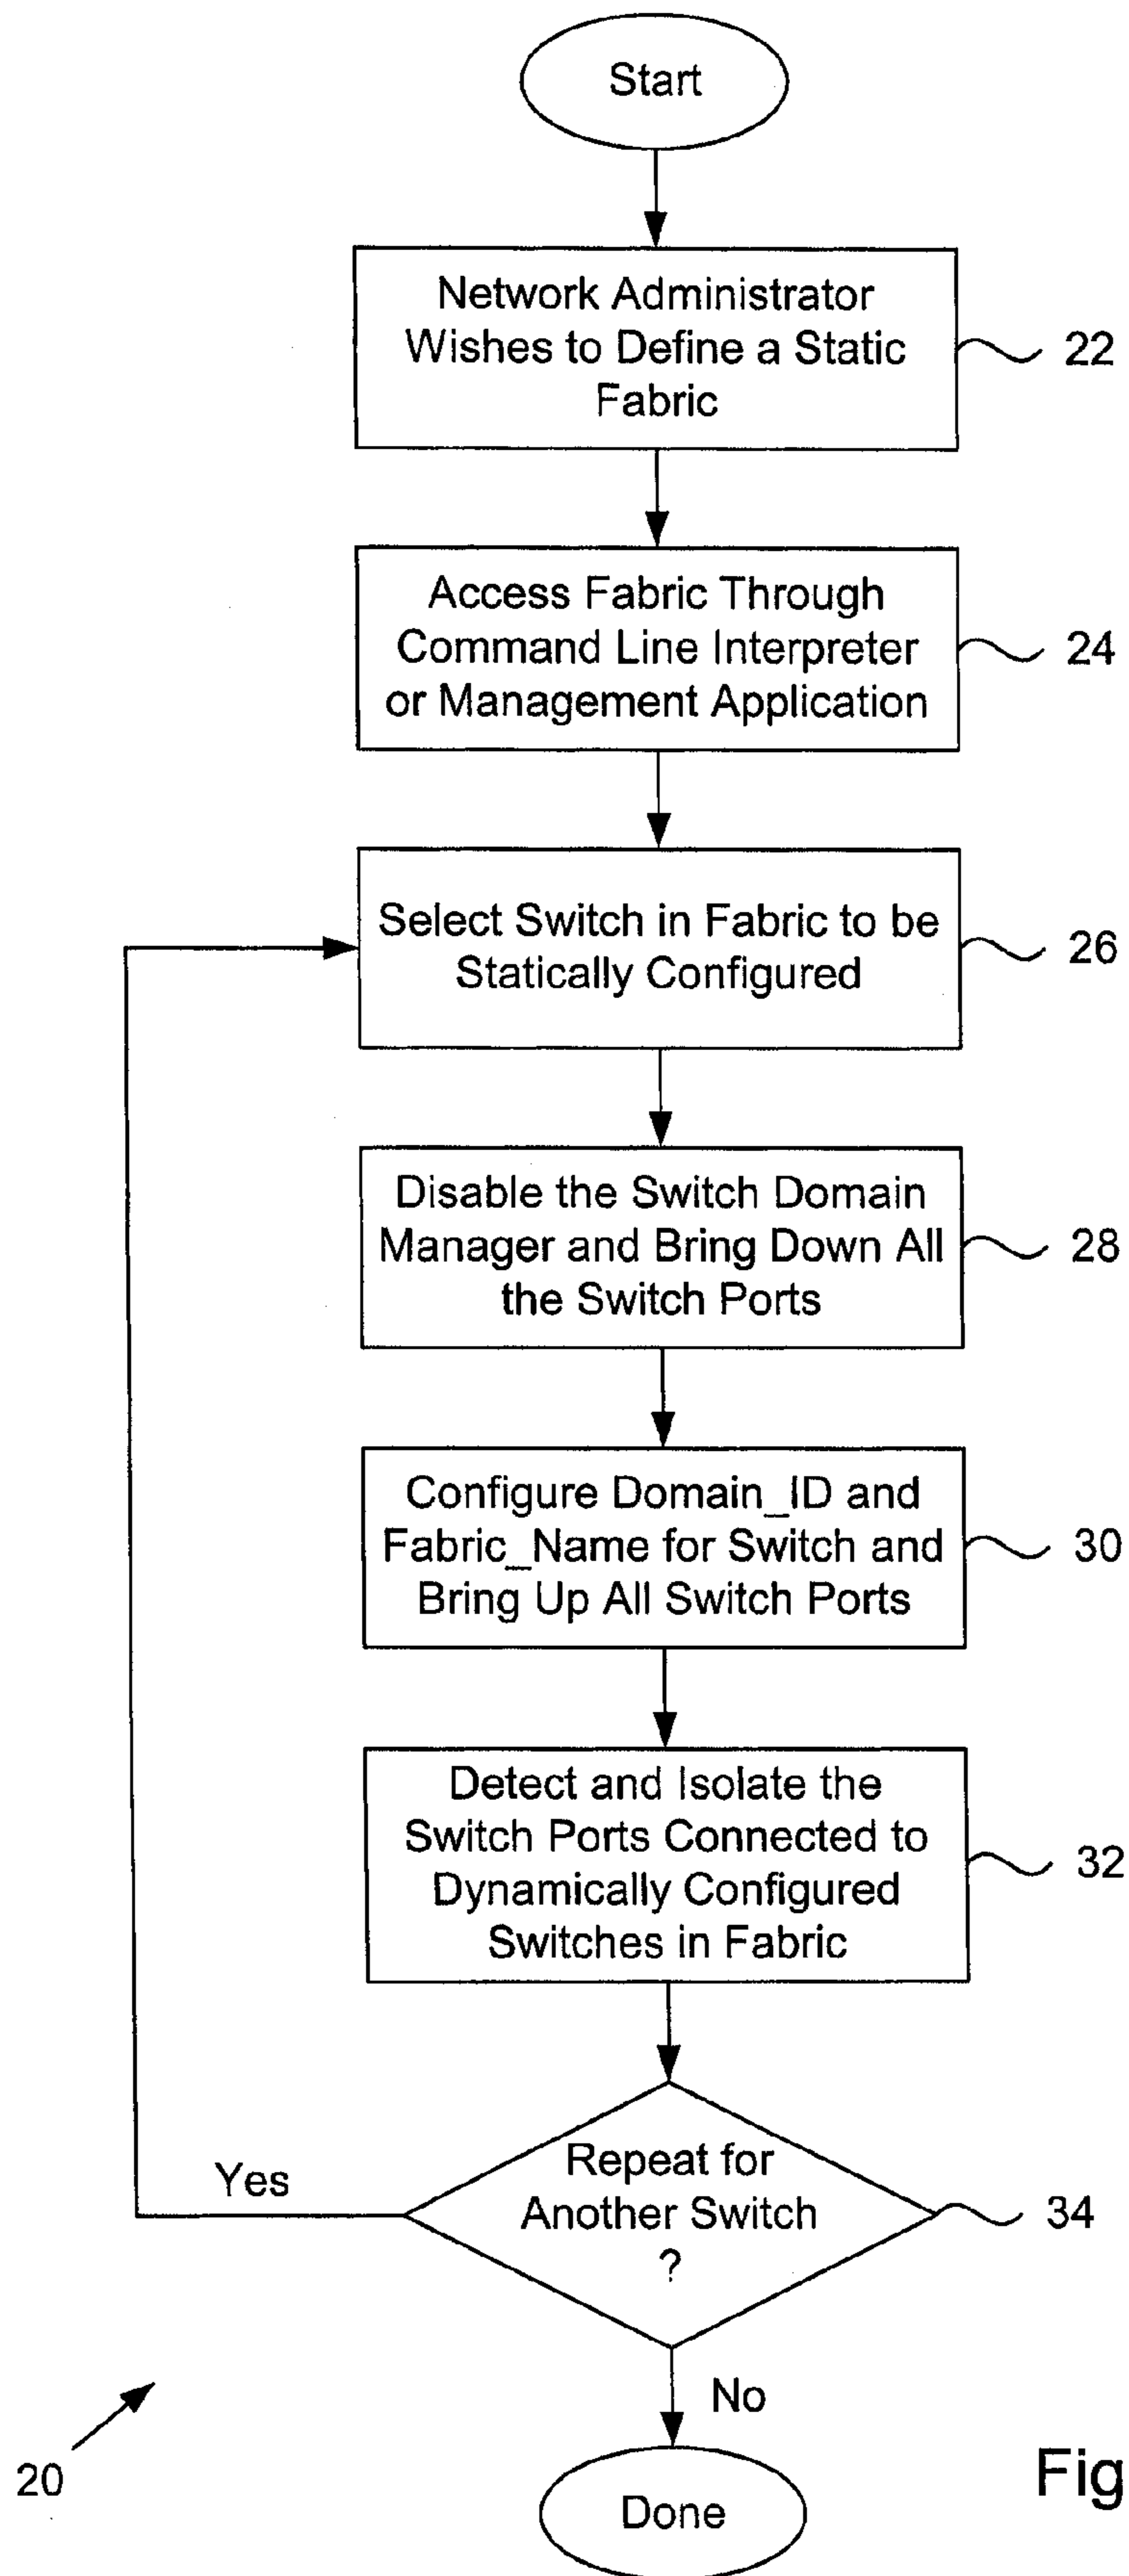 Start
Network Administrator
Wishes to Define a Static
Fabric
22
Access Fabric Through
Command Line Interpreter
or Management Application
24
Select Switch in Fabric to be
Statically Configured
26
Disable the Switch Domain
Manager and Bring Down All
the Switch Ports
28
Configure Domain_ID and
Fabric_Name for Switch and
Bring Up All Switch Ports
30
Detect and Isolate the
Switch Ports Connected to
Dynamically Configured
Switches in Fabric
32
Repeat for
Another Switch
?
34
Yes
No
20
Fig
Done